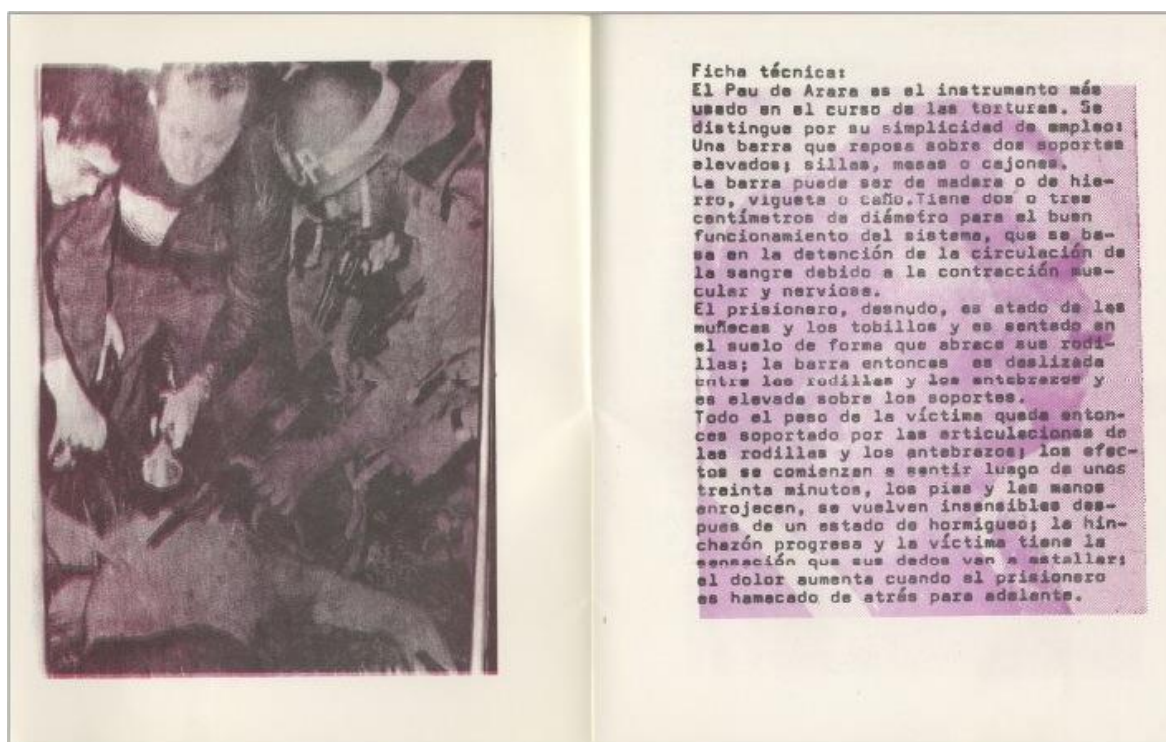 Ficha técnica:
El Pau de Arara es el instrumento más
usado en el curso de las torturas. Se
distingue por su simplicidad de empleo:
Una barra que reposa sobre dos soportes
elevados; sillas, mesas o cajones.
La barra puede ser de madera o de hie-
rro, vigueta o caño.Tiene dos o tres
centímetros de diámetro para el buen
funcionamiento del sistema, que se ba-
sa en la detención de la circulación de
la sangre debido a la contracción mus-
cular y nerviosa.
El prisionero, desnudo, es atado de las
muñecas y los tobillos y es sentado en
el suelo de forma que abrace sus rodi-
llas; la barra entonces es deslizada
entre las rodillas y los antebrazos y
es elevada sobre los soportes.
Todo el peso de la víctima queda enton-
ces soportado por las articulaciones de
las rodillas y los antebrazos; los efec-
tos se comienzan a sentir luego de unos
treinta minutos, los pies y las manos
enrojecen, se vuelven insensibles des-
pues de un estado de hormigueo; la hin-
chazón progresa y la víctima tiene la
sensación que sus dedos van a estallar;
el dolor aumenta cuando el prisionero
es hamacado de atrás para adelante.